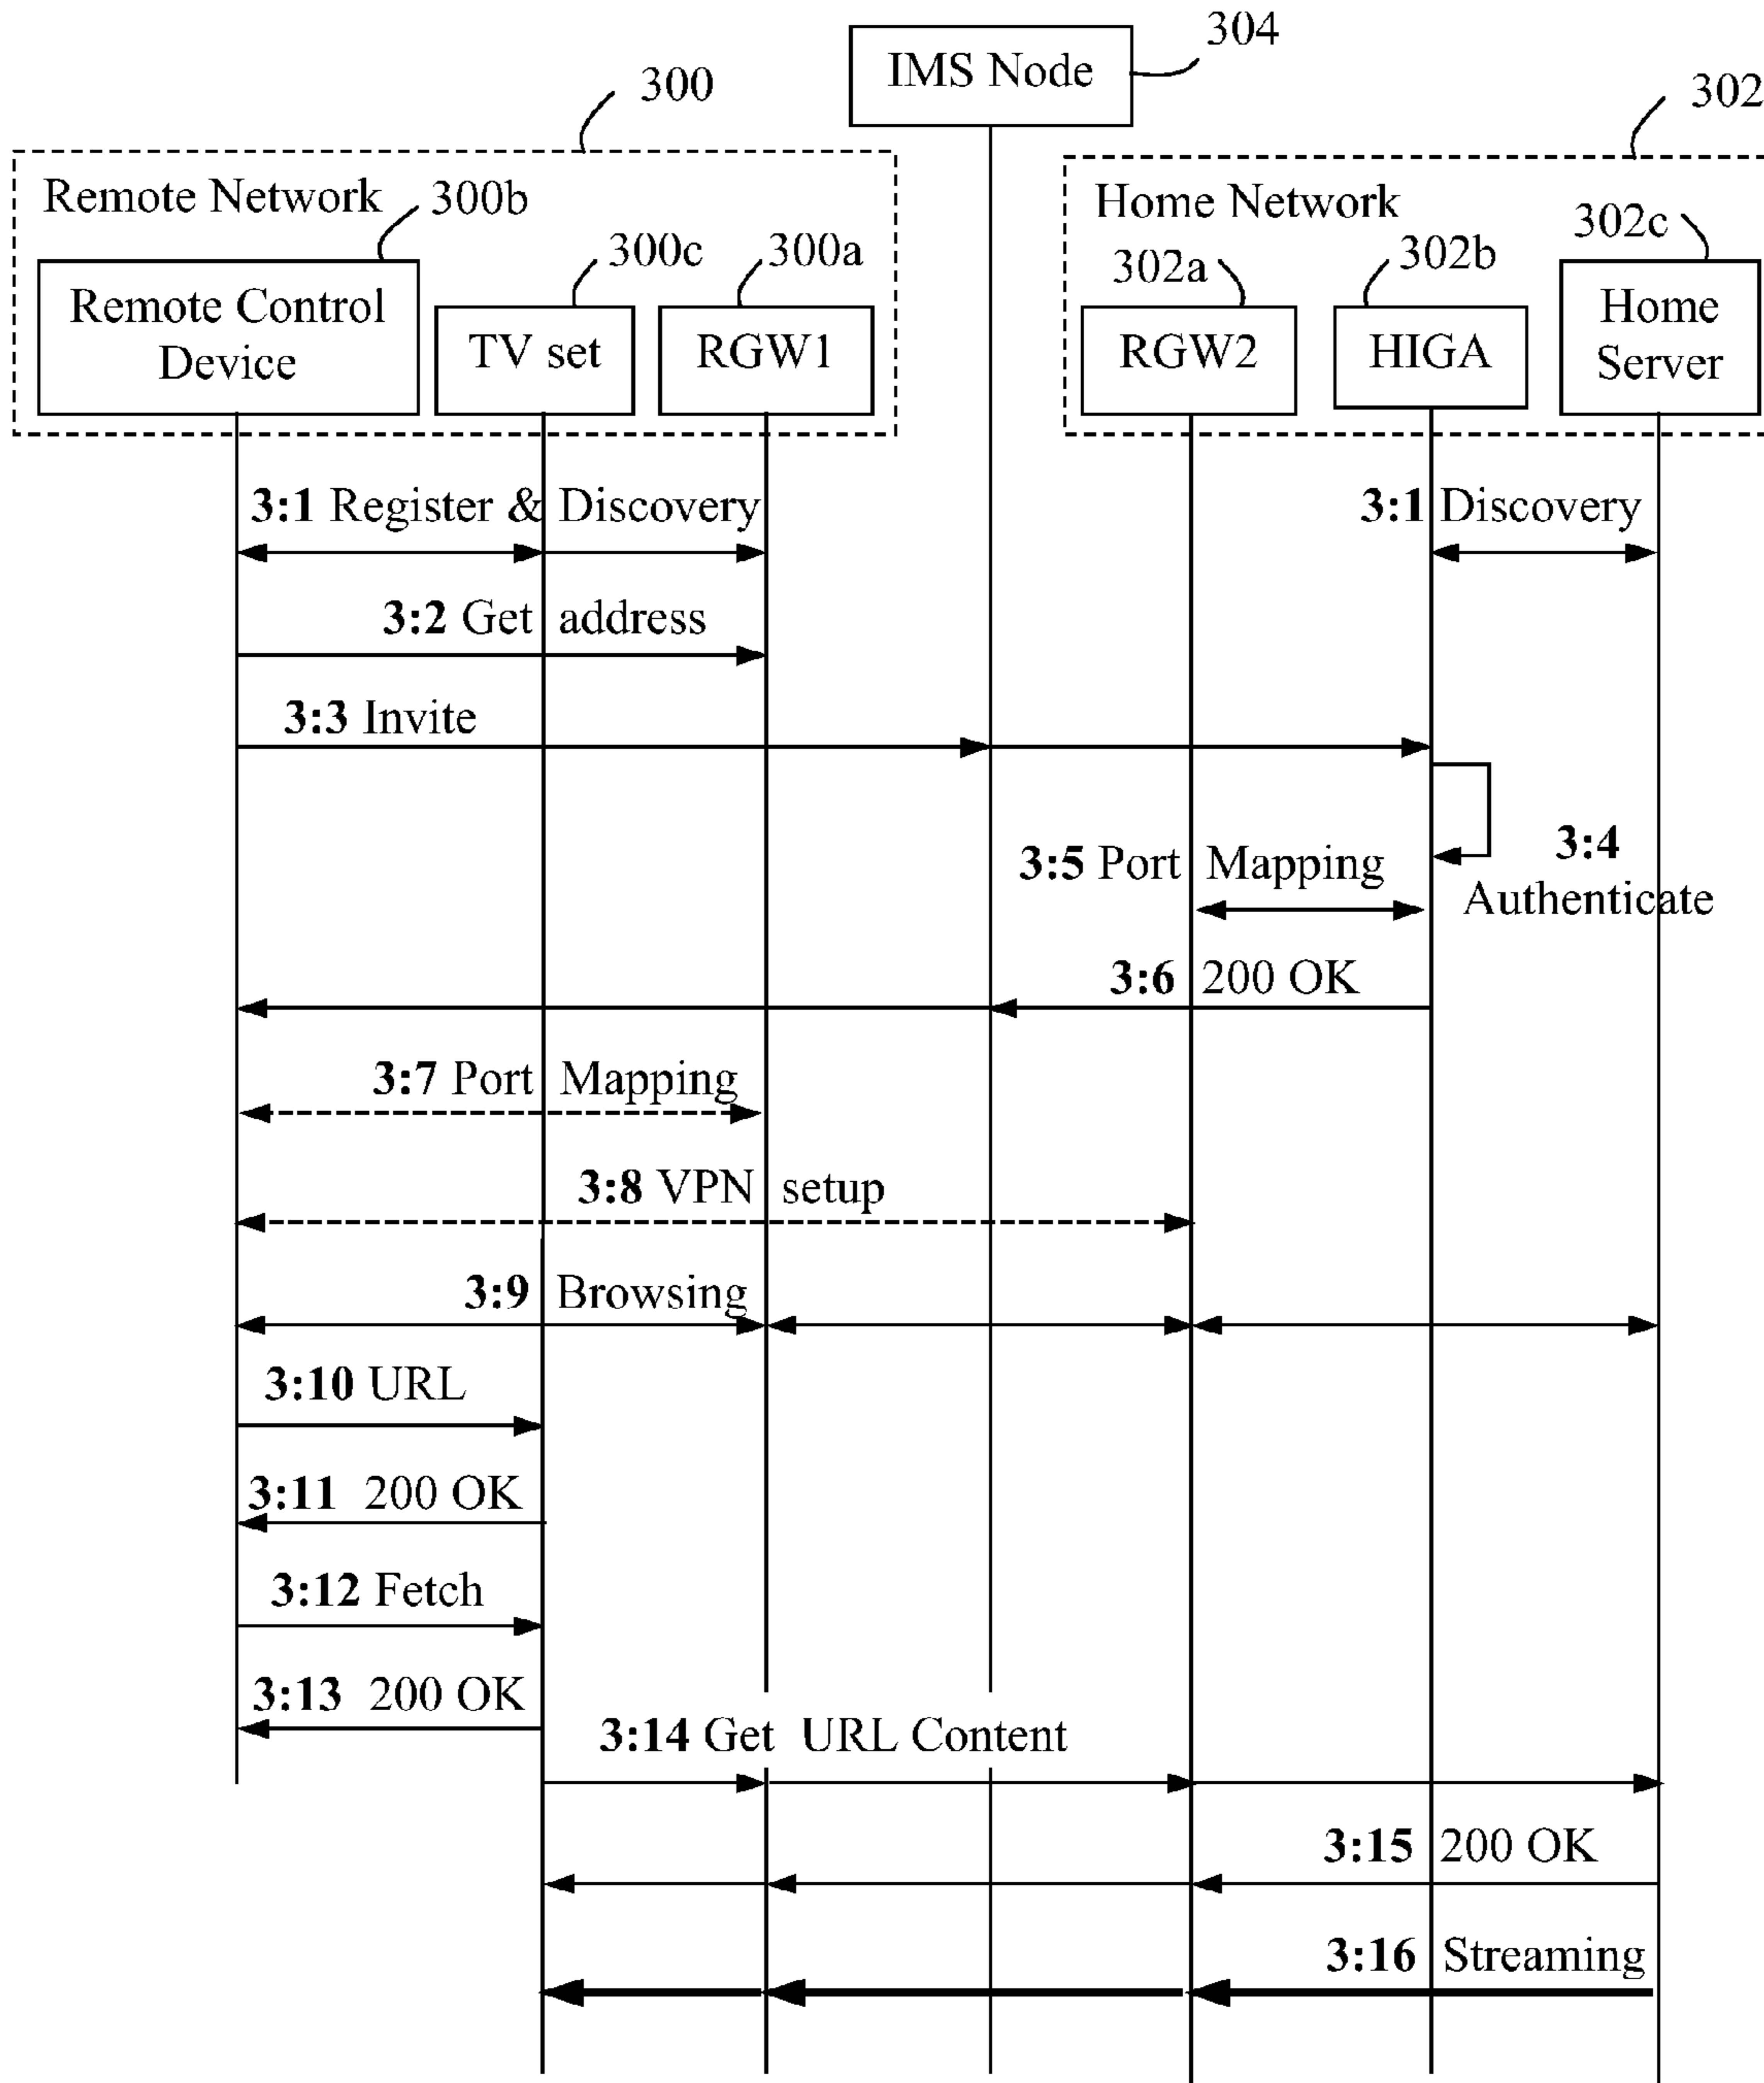 304
IMS Node
300
302
Remote Network
300b
Home Network
302c
300c
300a
302a
302b
Remote Control
Device
TV set
RGW1
RGW2
HIGA
Home
Server
3:1 Register & Discovery
3:1 Discovery
3:2 Get address
3:3 Invite
3:4
Authenticate
3:5 Port Mapping
3:6 200 OK
3:7 Port Mapping
3:8 VPN setup
3:9 Browsing
3:10 URL
3:11 200 OK
3:12 Fetch
3:13 200 OK
3:14 Get URL Content
3:15 200 OK
3:16 Streaming